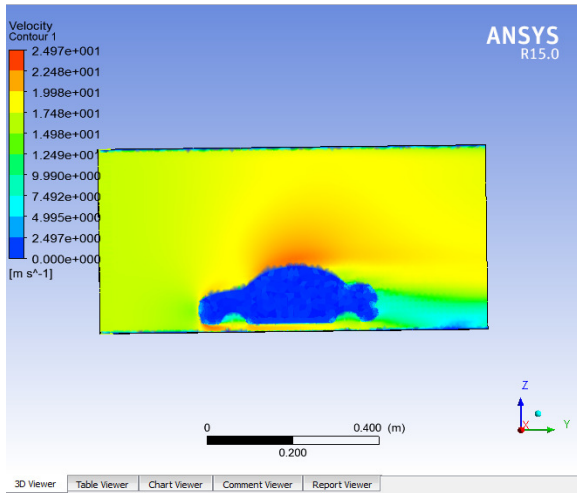 Velocity
Contour 1
2.497e+001
2.248e+001
1.998e+001
1.748e+001
1.498e+001
1.249e+001
9.990e+000
7.492e+000
4.995e+000
2.497e+000
0.000e+000
[m s^-1]
ANSYS
R15.0
0 0.400 (m)
0.200
Z
X Y
3D Viewer Table Viewer Chart Viewer Comment Viewer Report Viewer